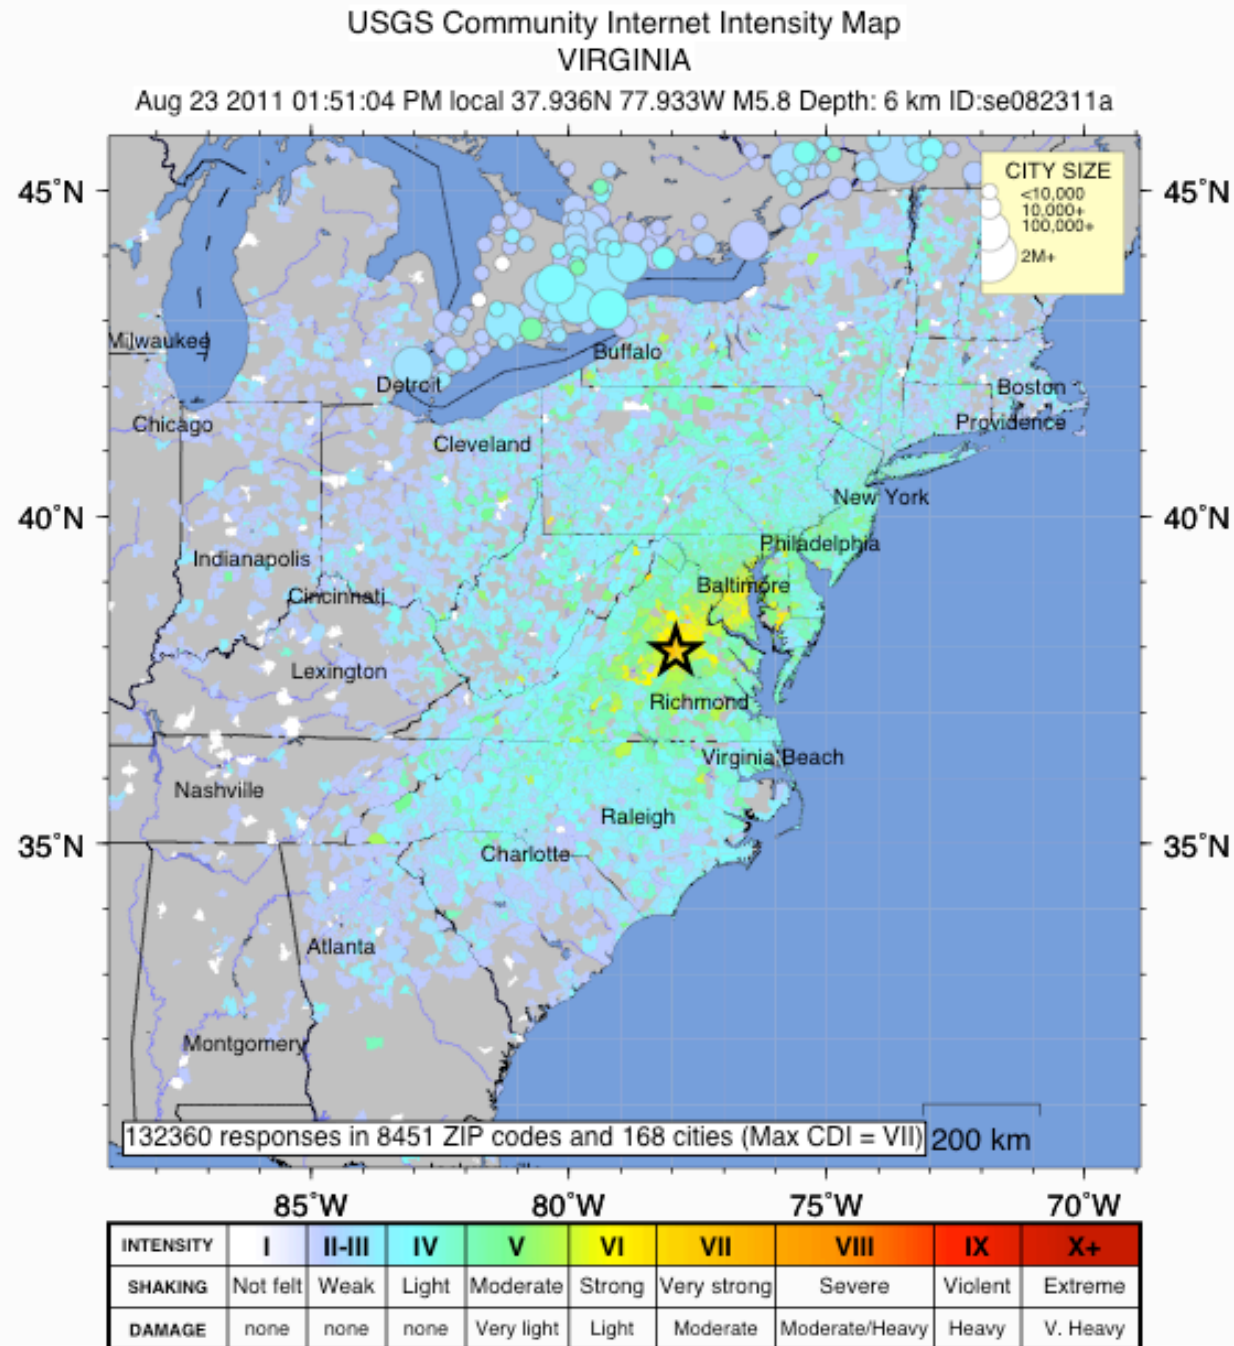 USGS Community Internet Intensity Map
VIRGINIA
Aug 23 2011 01:51:04 PM local 37.936N 77.933W M5.8 Depth: 6 km ID:se082311a
CITY SIZE
<10,000
10,000+
100,000+
2M+
45°N
45°N
Milwaukee
Buffalo
Detroit
Boston
Chicago
Providence
Cleveland
New York
40°N
40°N
Philadelphia
Indianapolis
Baltimore
Cincinnati
Lexington
Richmond
Virginia Beach
Nashville
Raleigh
35°N
35°N
Charlotte
Atlanta
Montgomery
132360 responses in 8451 ZIP codes and 168 cities (Max CDI = VII)
200 km
85°W 80°W 75°W 70°W
INTENSITY I II-III IV V VI VII VIII IX X+
SHAKING Not felt Weak Light Moderate Strong Very strong Severe Violent Extreme
DAMAGE none none none Very light Light Moderate Moderate/Heavy Heavy V. Heavy